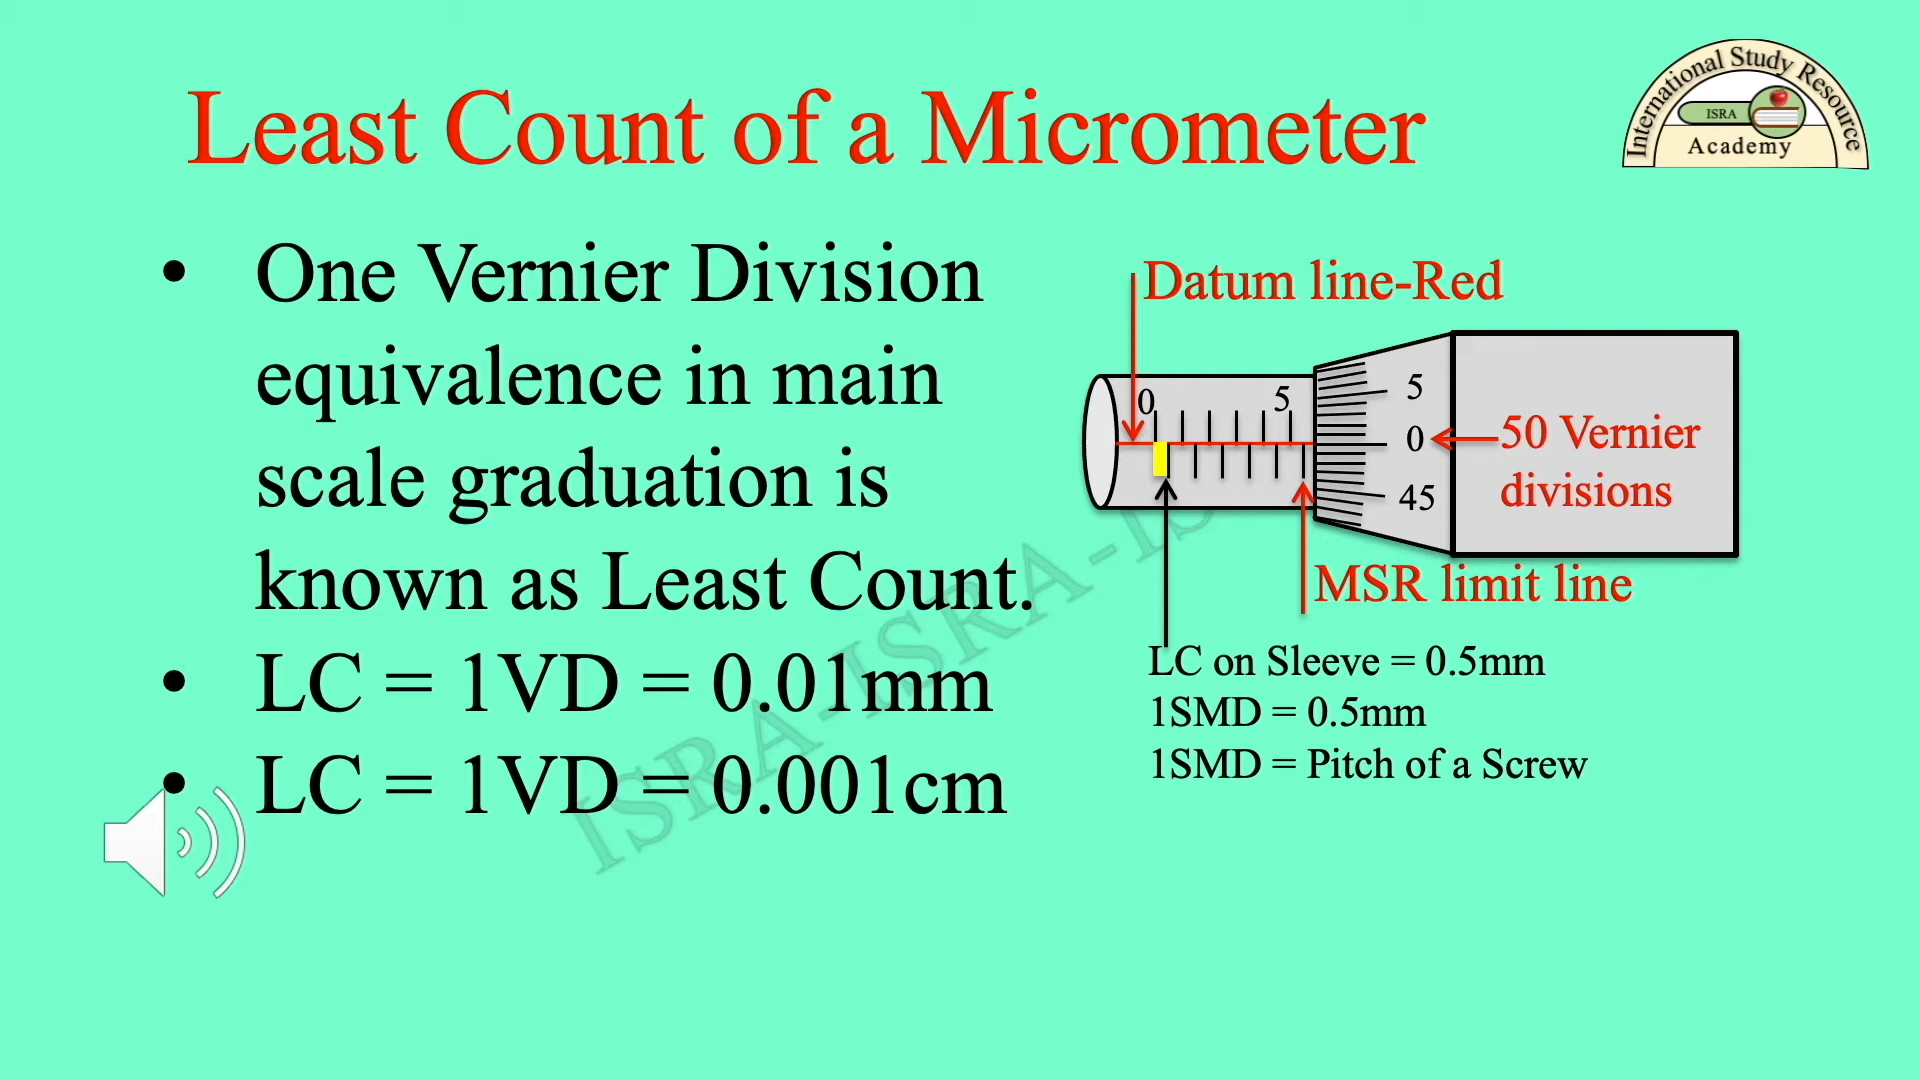 Least Count of a Micrometer
International Study Resource
ISRA
Academy
• One Vernier Division
equivalence in main
scale graduation is
known as Least Count.
• LC = 1VD = 0.01mm
• LC = 1VD = 0.001cm
Datum line-Red
0 5
5
0
45
50 Vernier
divisions
MSR limit line
LC on Sleeve = 0.5mm
1SMD = 0.5mm
1SMD = Pitch of a Screw
ISRA-ISRA-IS